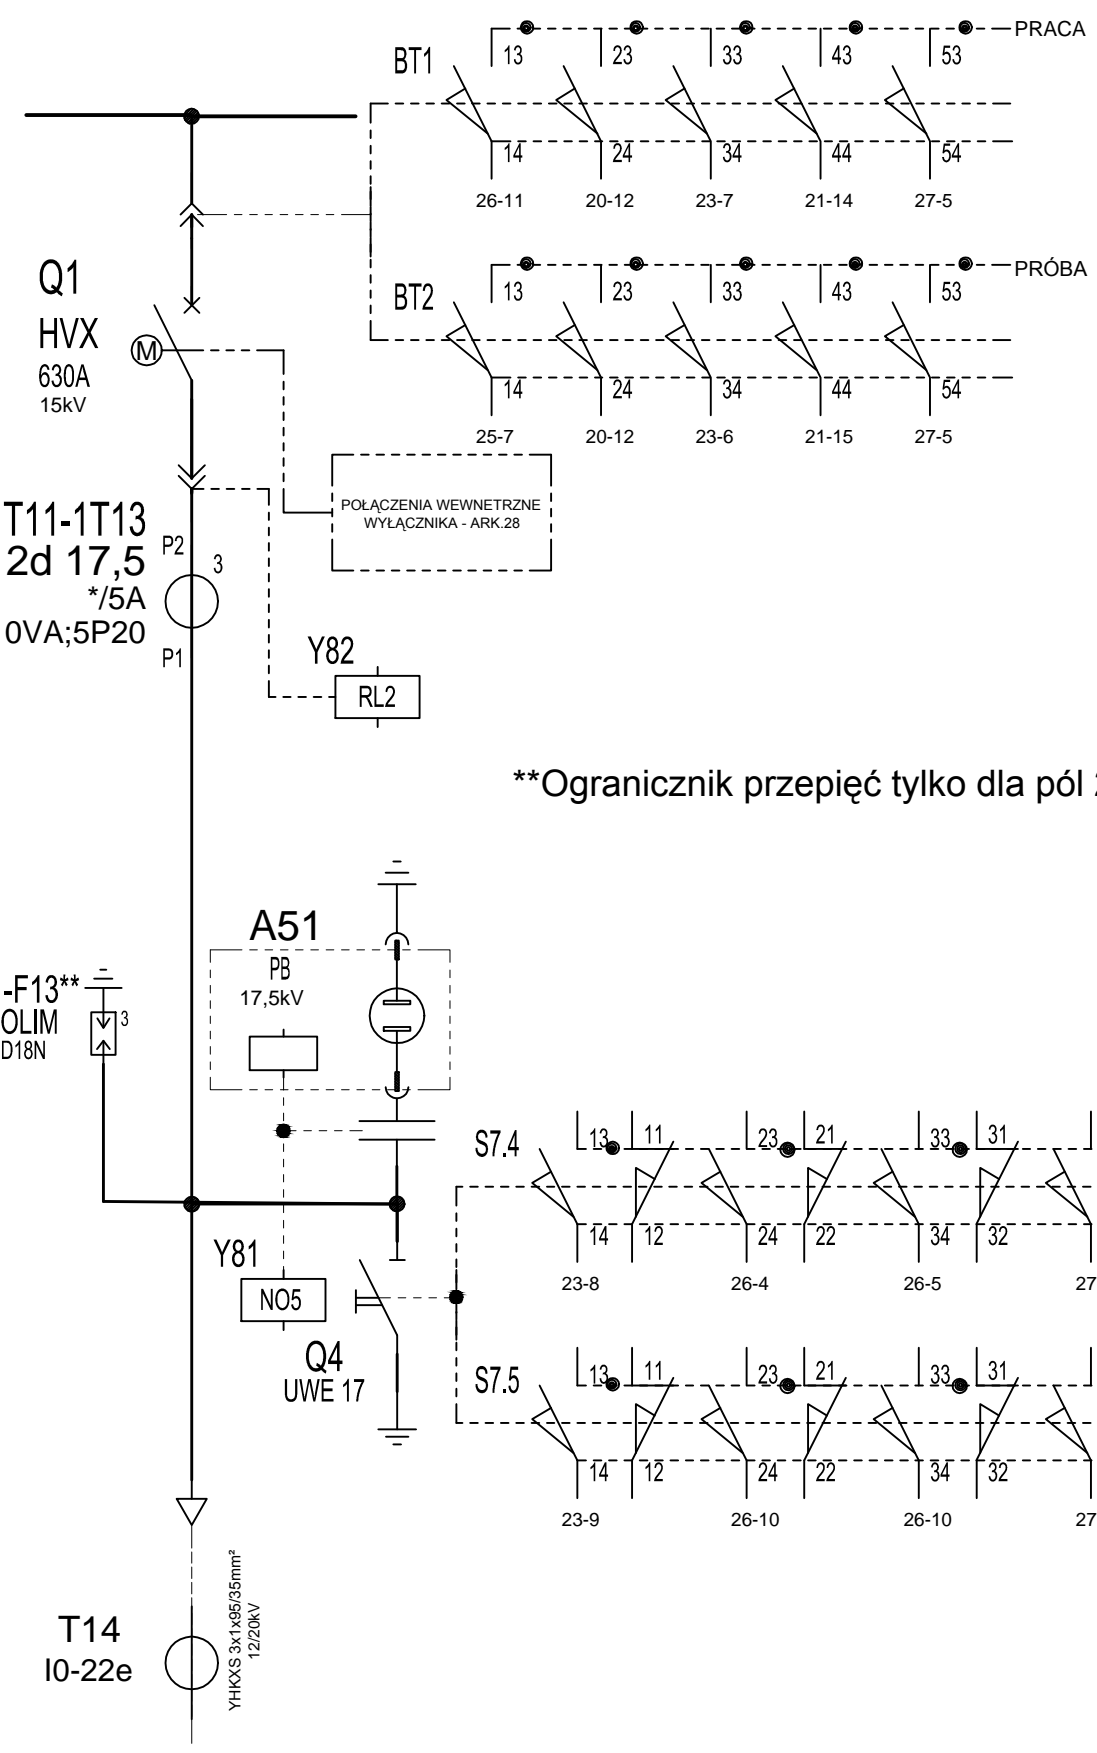 PRACA
BT1
13 23 33 43 53
14 24 34 44 54
26-11 20-12 23-7 21-14 27-5
PRÓBA
BT2
13 23 33 43 53
14 24 34 44 54
25-7 20-12 23-6 21-15 27-5
Q1
HVX
630A
15kV
M
POŁĄCZENIA WEWNETRZNE
WYŁĄCZNIKA - ARK.28
T11-1T13
2d 17,5
*/5A
0VA;5P20
P2
3
P1
Y82
RL2
**Ogranicznik przepięć tylko dla pól
A51
PB
17,5kV
-F13**
OLIM
D18N
3
S7.4
13 11 23 21 33 31
14 12 24 22 34 32
23-8 26-4 26-5 27
Y81
NO5
Q4
UWE 17
S7.5
13 11 23 21 33 31
14 12 24 22 34 32
23-9 26-10 26-10 27
T14
I0-22e
YHKXS 3x1x95/35mm²
12/20kV